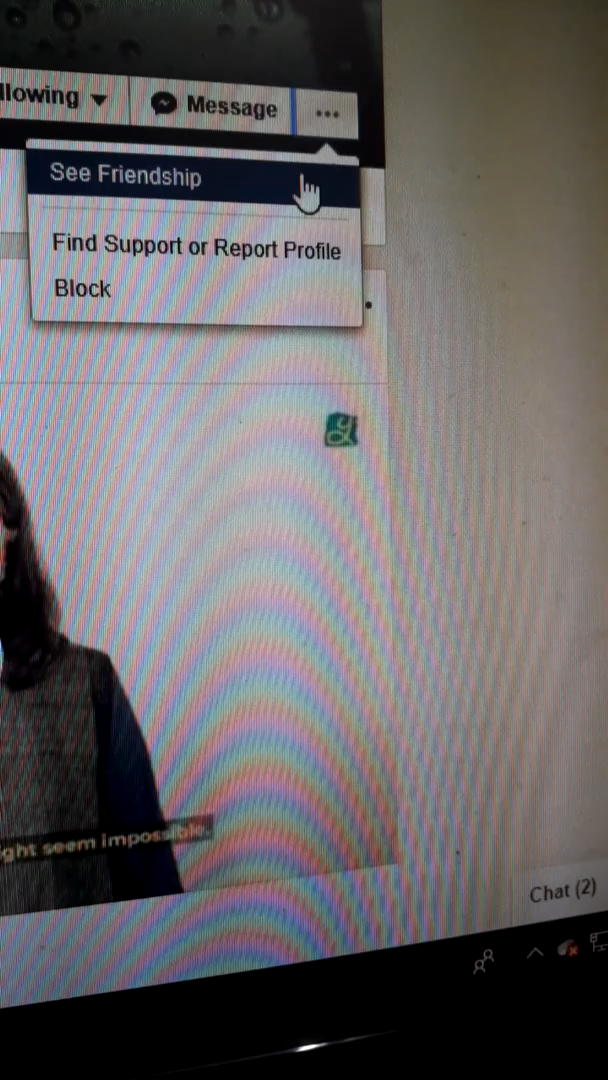 llowing
Message
See Friendship
Find Support or Report Profile
Block
ght seem impossible.
Chat (2)